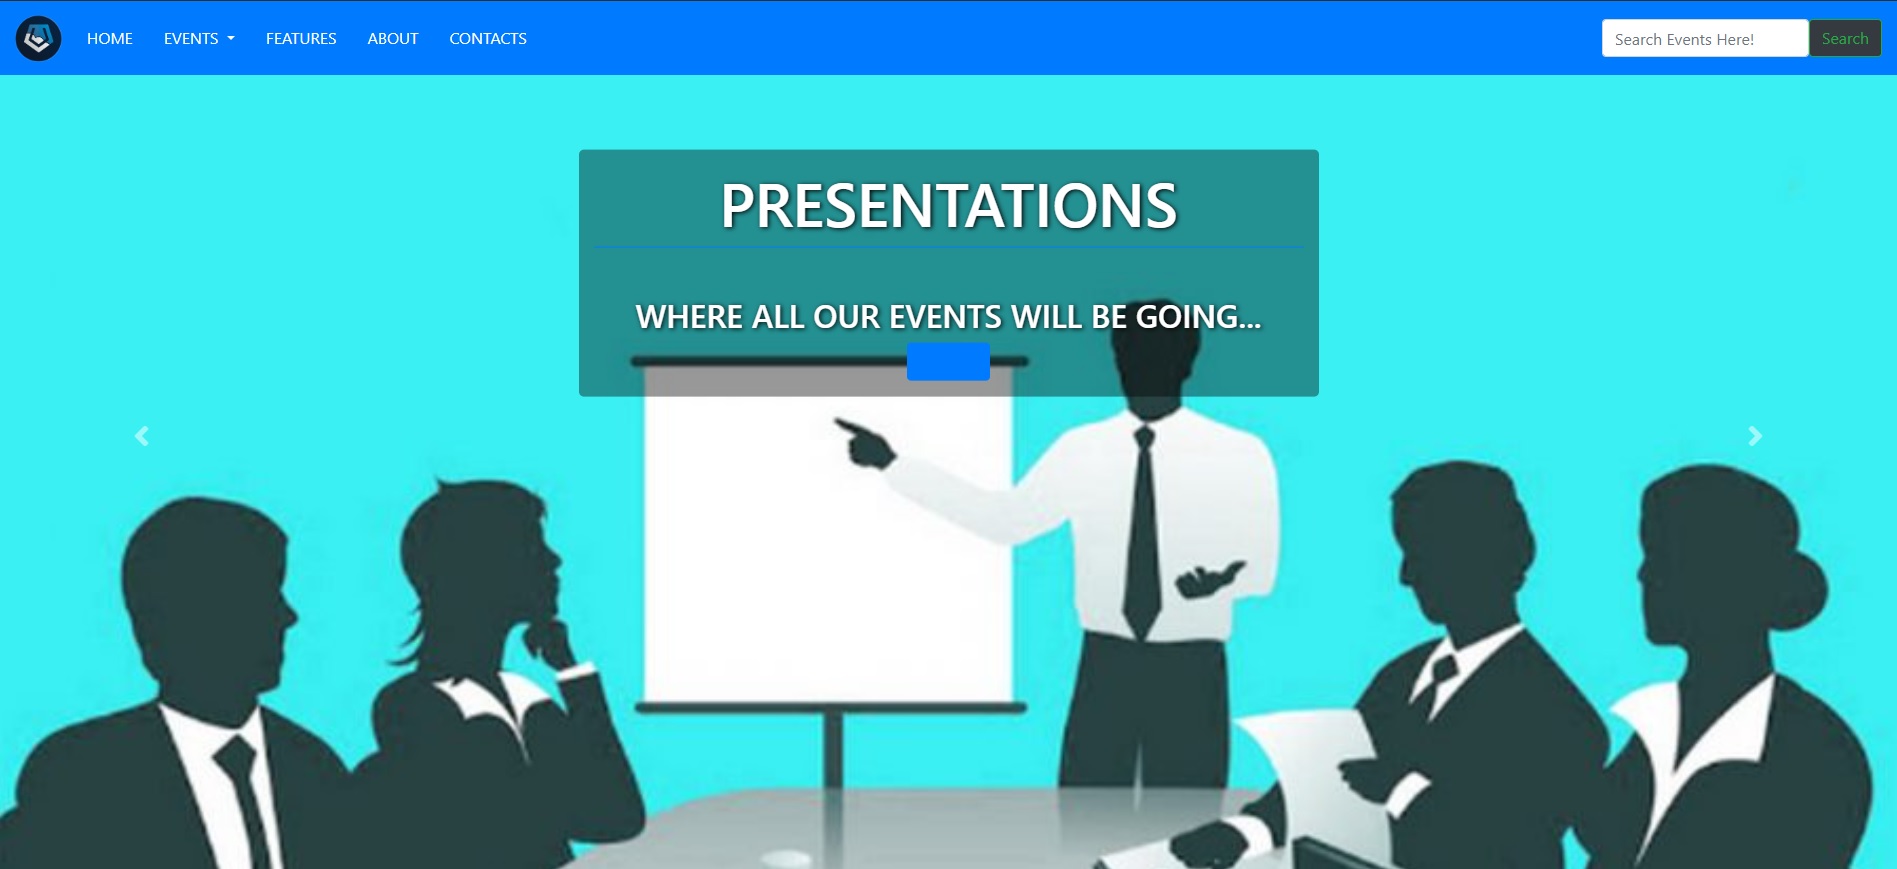 HOME EVENTS FEATURES ABOUT CONTACTS Search Events Here! Search
PRESENTATIONS
WHERE ALL OUR EVENTS WILL BE GOING...